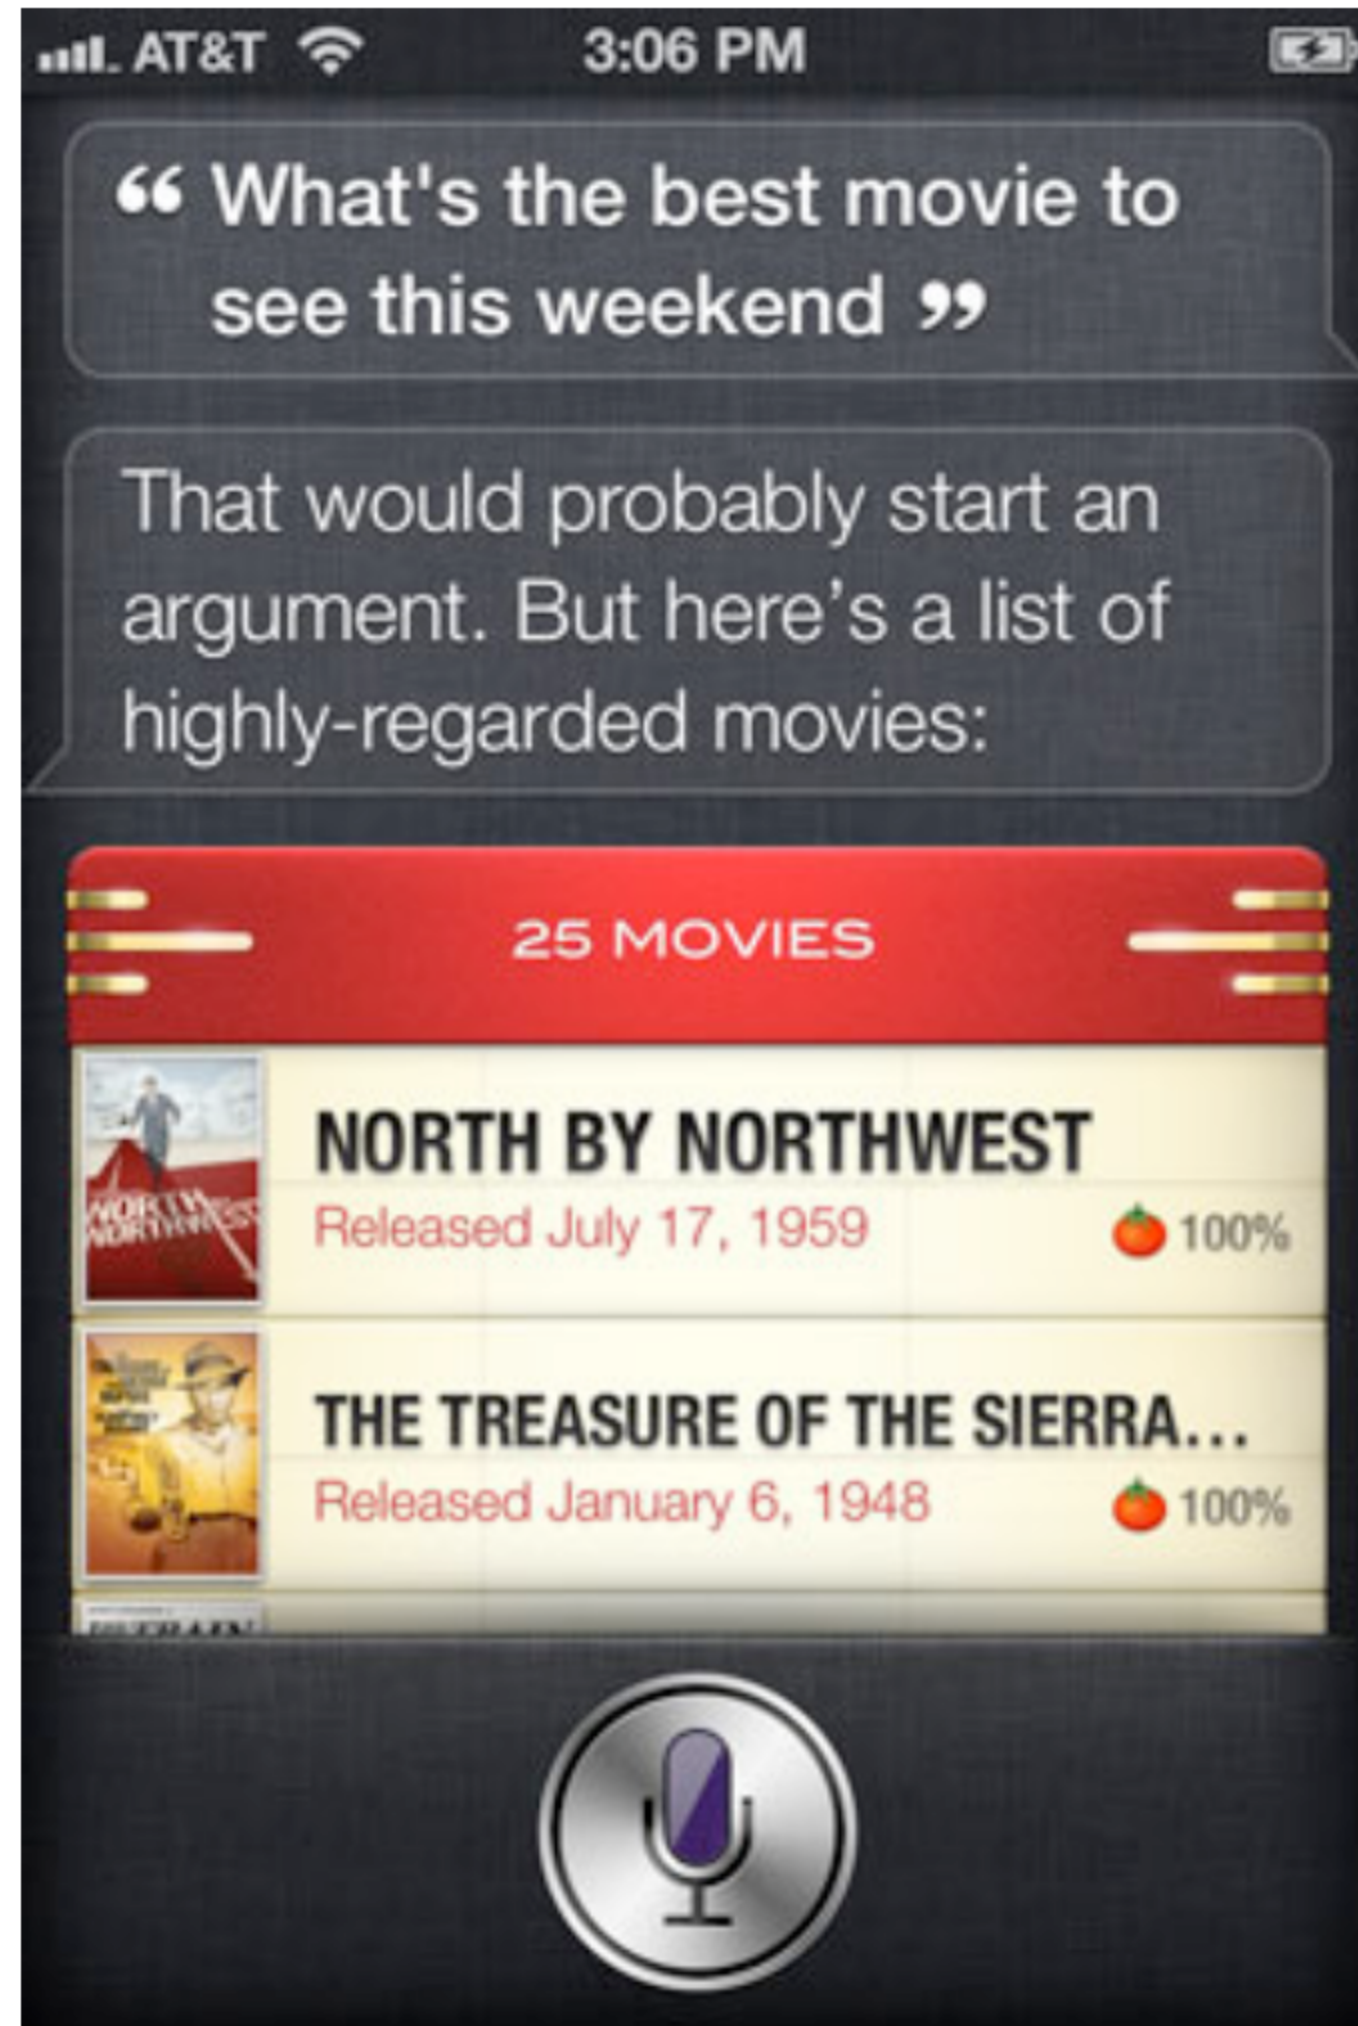 AT&T 3:06 PM
“ What's the best movie to
see this weekend ”
That would probably start an
argument. But here’s a list of
highly-regarded movies:
25 MOVIES
NORTH BY NORTHWEST
Released July 17, 1959 100%
NORTH
NORTHWEST
THE TREASURE OF THE SIERRA...
Released January 6, 1948 100%